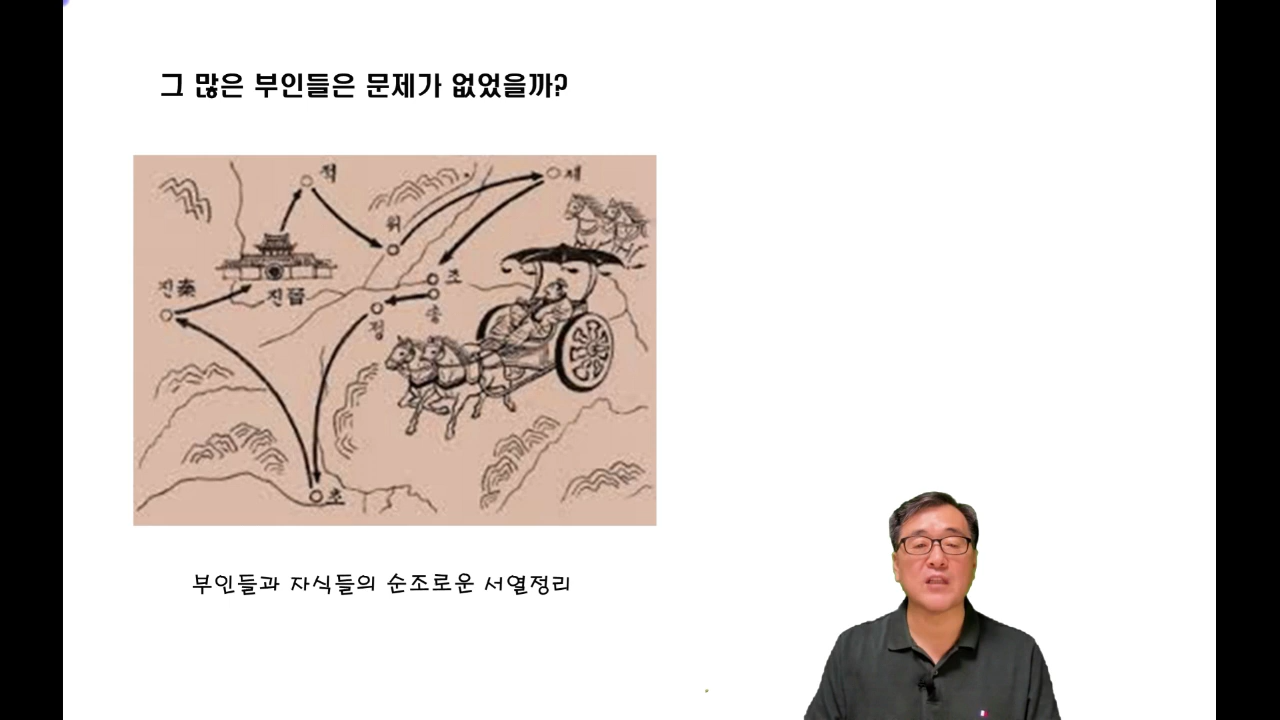 그 많은 부인들은 문제가 없었을까?
적
제
위
조
진秦
진晉
송
정
초
부인들과 자식들의 순조로운 서열정리